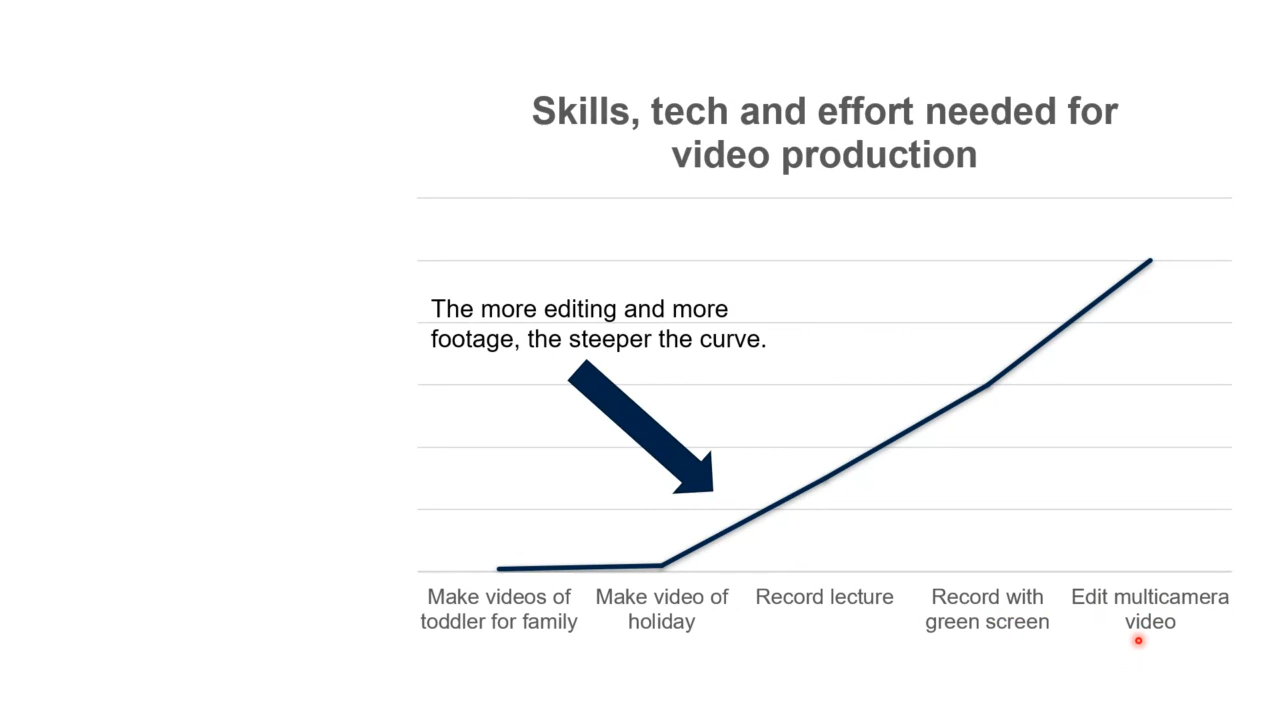 Skills, tech and effort needed for
video production
The more editing and more
footage, the steeper the curve.
Make videos of
toddler for family
Make video of
holiday
Record lecture
Record with
green screen
Edit multicamera
video